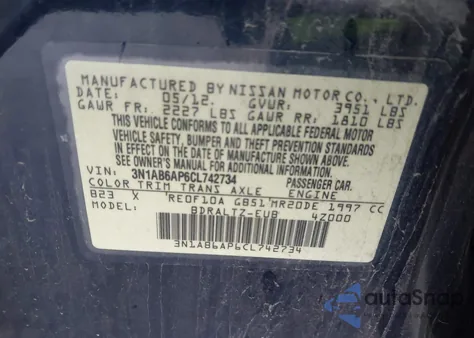 MANUFACTURED BY NISSAN MOTOR CO., LTD.
DATE: 05/12 GVWR: 3951 LBS
GAWR FR: 2227 LBS GAWR RR: 1810 LBS
THIS VEHICLE CONFORMS TO ALL APPLICABLE FEDERAL MOTOR
VEHICLE SAFETY, BUMPER AND THEFT PREVENTION STANDARDS
IN EFFECT ON THE DATE OF MANUFACTURE SHOWN ABOVE.
SEE OWNER'S MANUAL FOR ADDITIONAL INFORMATION.
PASSENGER CAR
VIN: 3N1AB6AP6CL742734
COLOR TRIM TRANS AXLE ENGINE
B23 X RE0F10A GB51 MR20DE 1997 CC
MODEL: BDRALTZ-EUB 4Z000
3N1AB6AP6CL742734
autoSnap